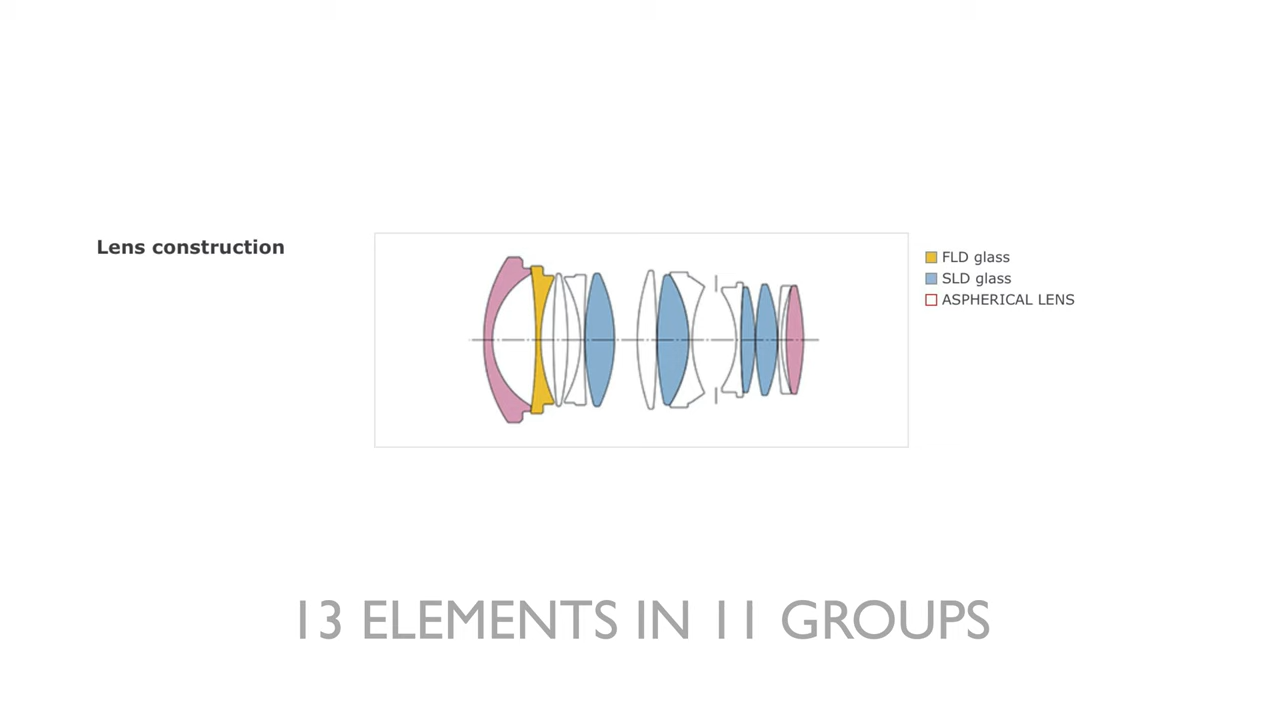 Lens construction
FLD glass
SLD glass
ASPHERICAL LENS
13 ELEMENTS IN 11 GROUPS